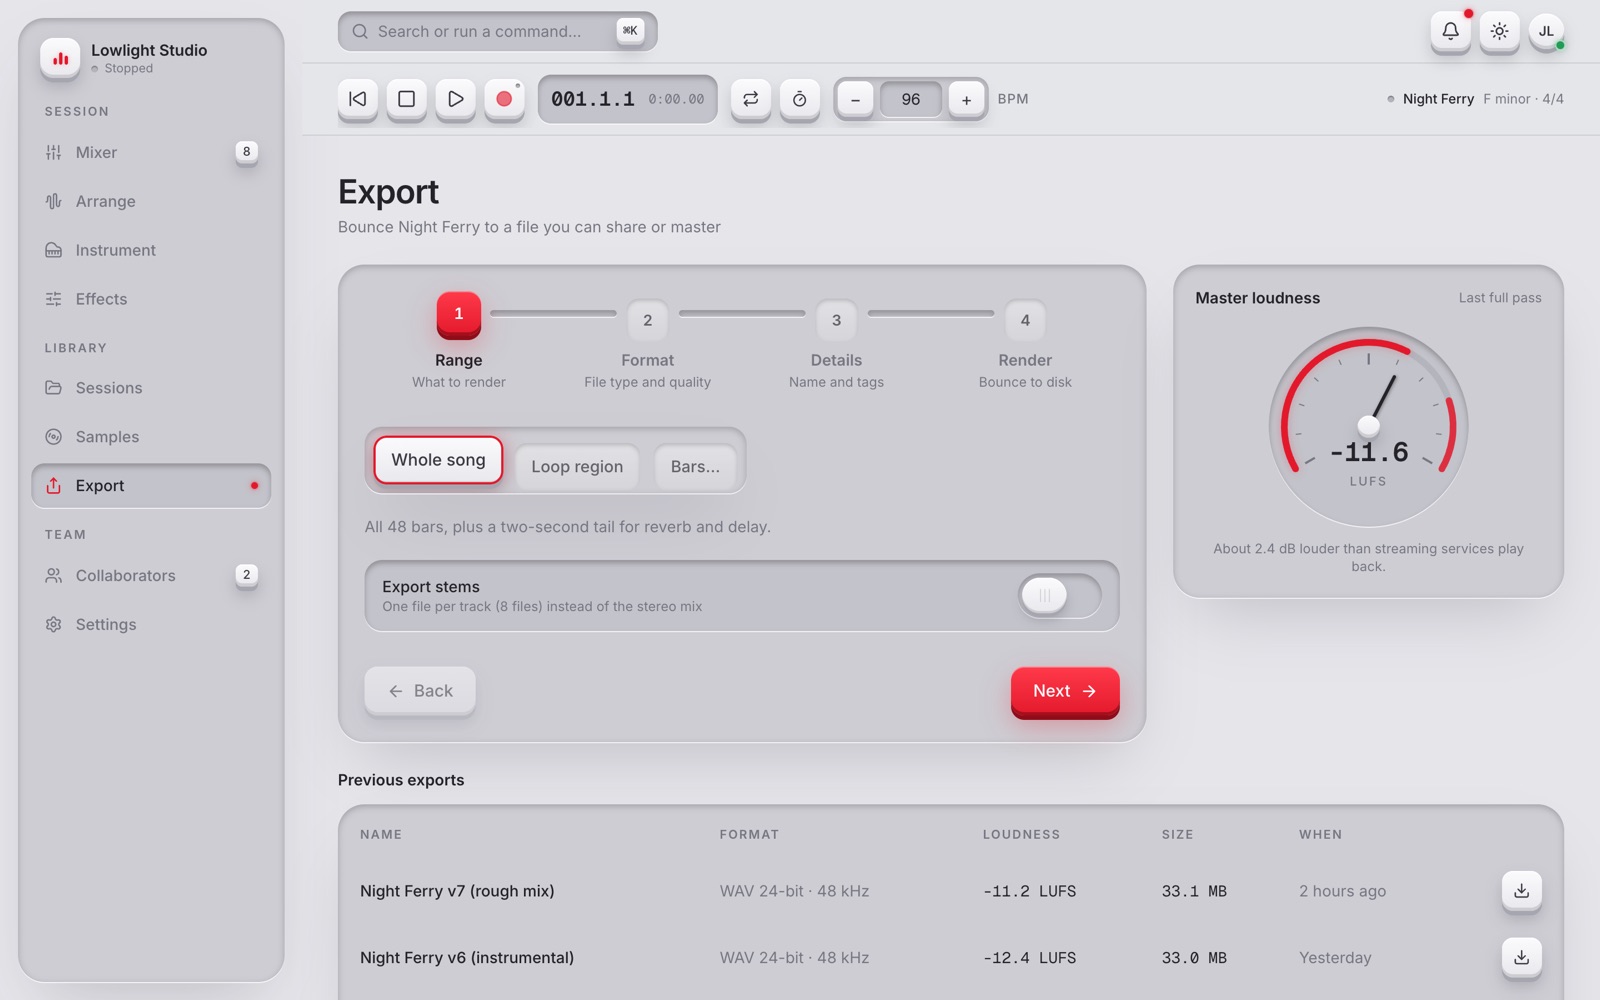 Lowlight Studio
Stopped
SESSION
Mixer 8
Arrange
Instrument
Effects
LIBRARY
Sessions
Samples
Export
TEAM
Collaborators 2
Settings
Search or run a command... ⌘K
JL
001.1.1 0:00.00
− 96 + BPM
Night Ferry F minor · 4/4
Export
Bounce Night Ferry to a file you can share or master
1 2 3 4
Range Format Details Render
What to render File type and quality Name and tags Bounce to disk
Whole song Loop region Bars...
All 48 bars, plus a two-second tail for reverb and delay.
Export stems
One file per track (8 files) instead of the stereo mix
Back Next
Master loudness Last full pass
-11.6
LUFS
About 2.4 dB louder than streaming services play
back.
Previous exports
NAME FORMAT LOUDNESS SIZE WHEN
Night Ferry v7 (rough mix) WAV 24-bit · 48 kHz -11.2 LUFS 33.1 MB 2 hours ago
Night Ferry v6 (instrumental) WAV 24-bit · 48 kHz -12.4 LUFS 33.0 MB Yesterday